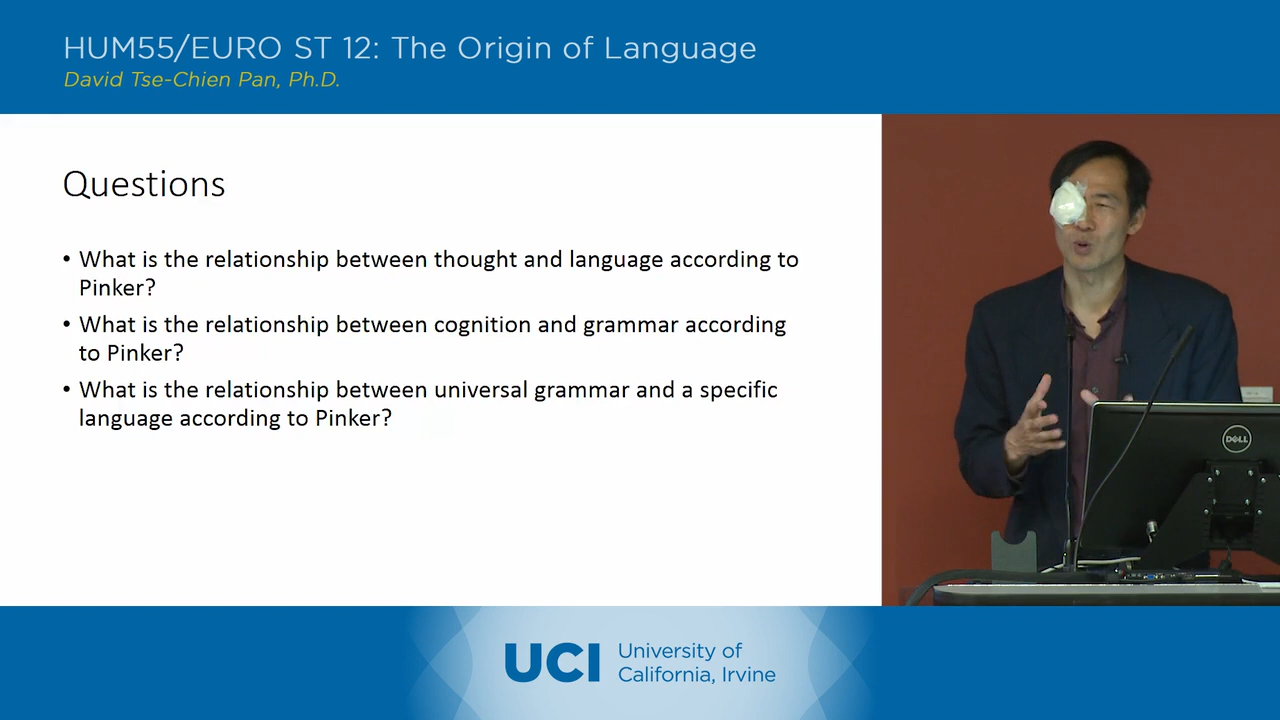 HUM55/EURO ST 12: The Origin of Language
David Tse-Chien Pan, Ph.D.
Questions
• What is the relationship between thought and language according to
Pinker?
• What is the relationship between cognition and grammar according
to Pinker?
• What is the relationship between universal grammar and a specific
language according to Pinker?
DELL
UCI University of
California, Irvine